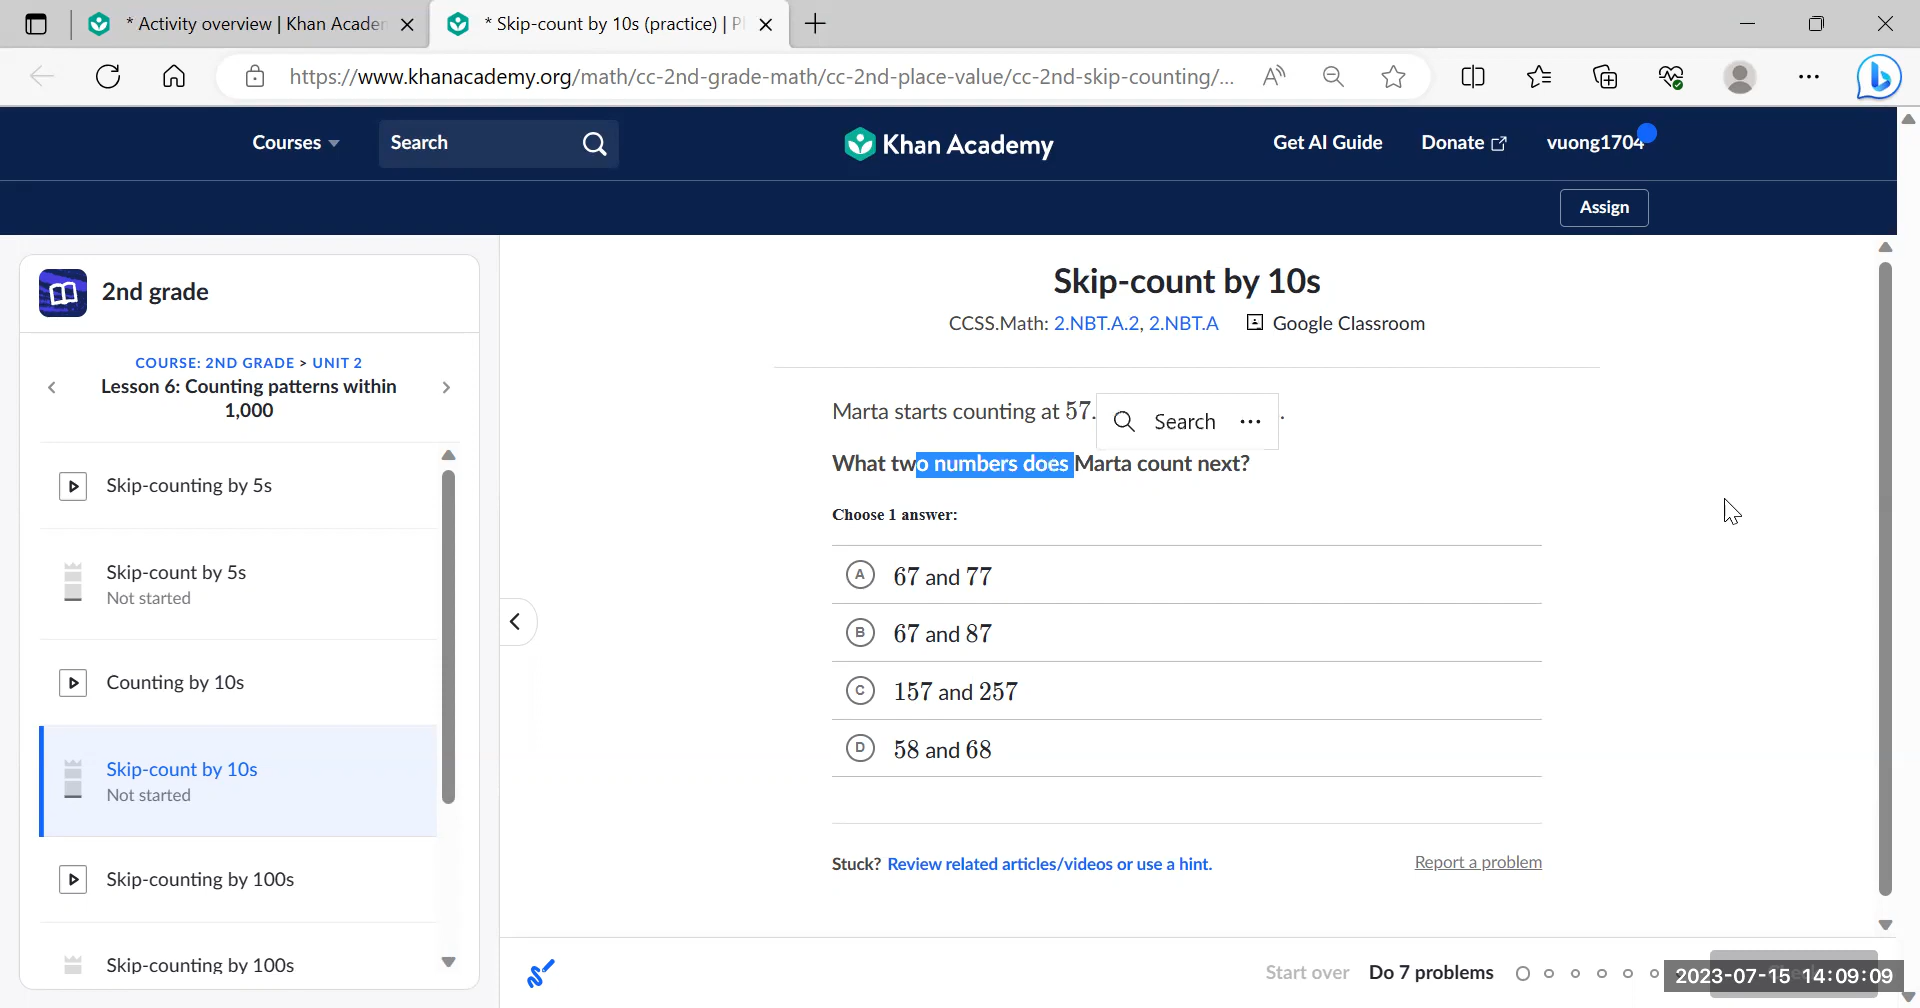 * Activity overview | Khan Acade
* Skip-count by 10s (practice) |
https://www.khanacademy.org/math/cc-2nd-grade-math/cc-2nd-place-value/cc-2nd-skip-counting/...
Courses
Search
Khan Academy
Get AI Guide
Donate
vuong1704
Assign
2nd grade
COURSE: 2ND GRADE > UNIT 2
Lesson 6: Counting patterns within
1,000
Skip-counting by 5s
Skip-count by 5s
Not started
Counting by 10s
Skip-count by 10s
Not started
Skip-counting by 100s
Skip-counting by 100s
Skip-count by 10s
CCSS.Math: 2.NBT.A.2, 2.NBT.A
Google Classroom
Marta starts counting at 57. .
Search
What two numbers does Marta count next?
Choose 1 answer:
A 67 and 77
B 67 and 87
C 157 and 257
D 58 and 68
Stuck? Review related articles/videos or use a hint.
Report a problem
Start over
Do 7 problems
2023-07-15 14:09:09